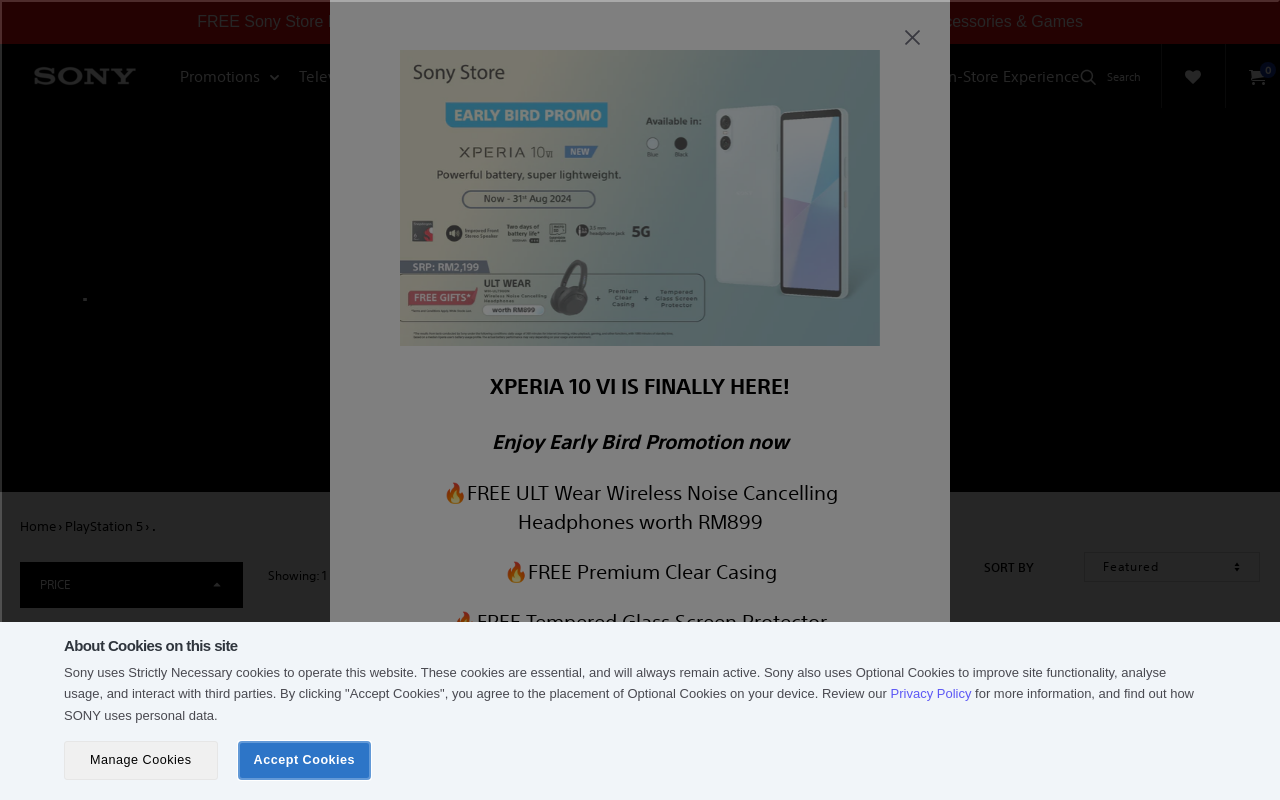 FREE Sony Store
cessories & Games
SONY
Promotions
Telev
n-Store Experience
Search
0
Sony Store
EARLY BIRD PROMO
XPERIA 10 VI NEW
Powerful battery, super lightweight.
Now - 31st Aug 2024
Available in:
Blue
Black
Two days of
battery life*
5G
SRP: RM2,199
FREE GIFTS*
ULT WEAR
Wireless Noise Cancelling
Headphones
worth RM899
+
Premium
Clear
Casing
+
Tempered
Glass Screen
Protector
XPERIA 10 VI IS FINALLY HERE!
Enjoy Early Bird Promotion now
🔥FREE ULT Wear Wireless Noise Cancelling
Headphones worth RM899
🔥FREE Premium Clear Casing
🔥FREE Tempered Glass Screen Protector
Home › PlayStation 5 › .
PRICE
Showing: 1
SORT BY
Featured
About Cookies on this site
Sony uses Strictly Necessary cookies to operate this website. These cookies are essential, and will always remain active. Sony also uses Optional Cookies to improve site functionality, analyse
usage, and interact with third parties. By clicking "Accept Cookies", you agree to the placement of Optional Cookies on your device. Review our Privacy Policy for more information, and find out how
SONY uses personal data.
Manage Cookies
Accept Cookies